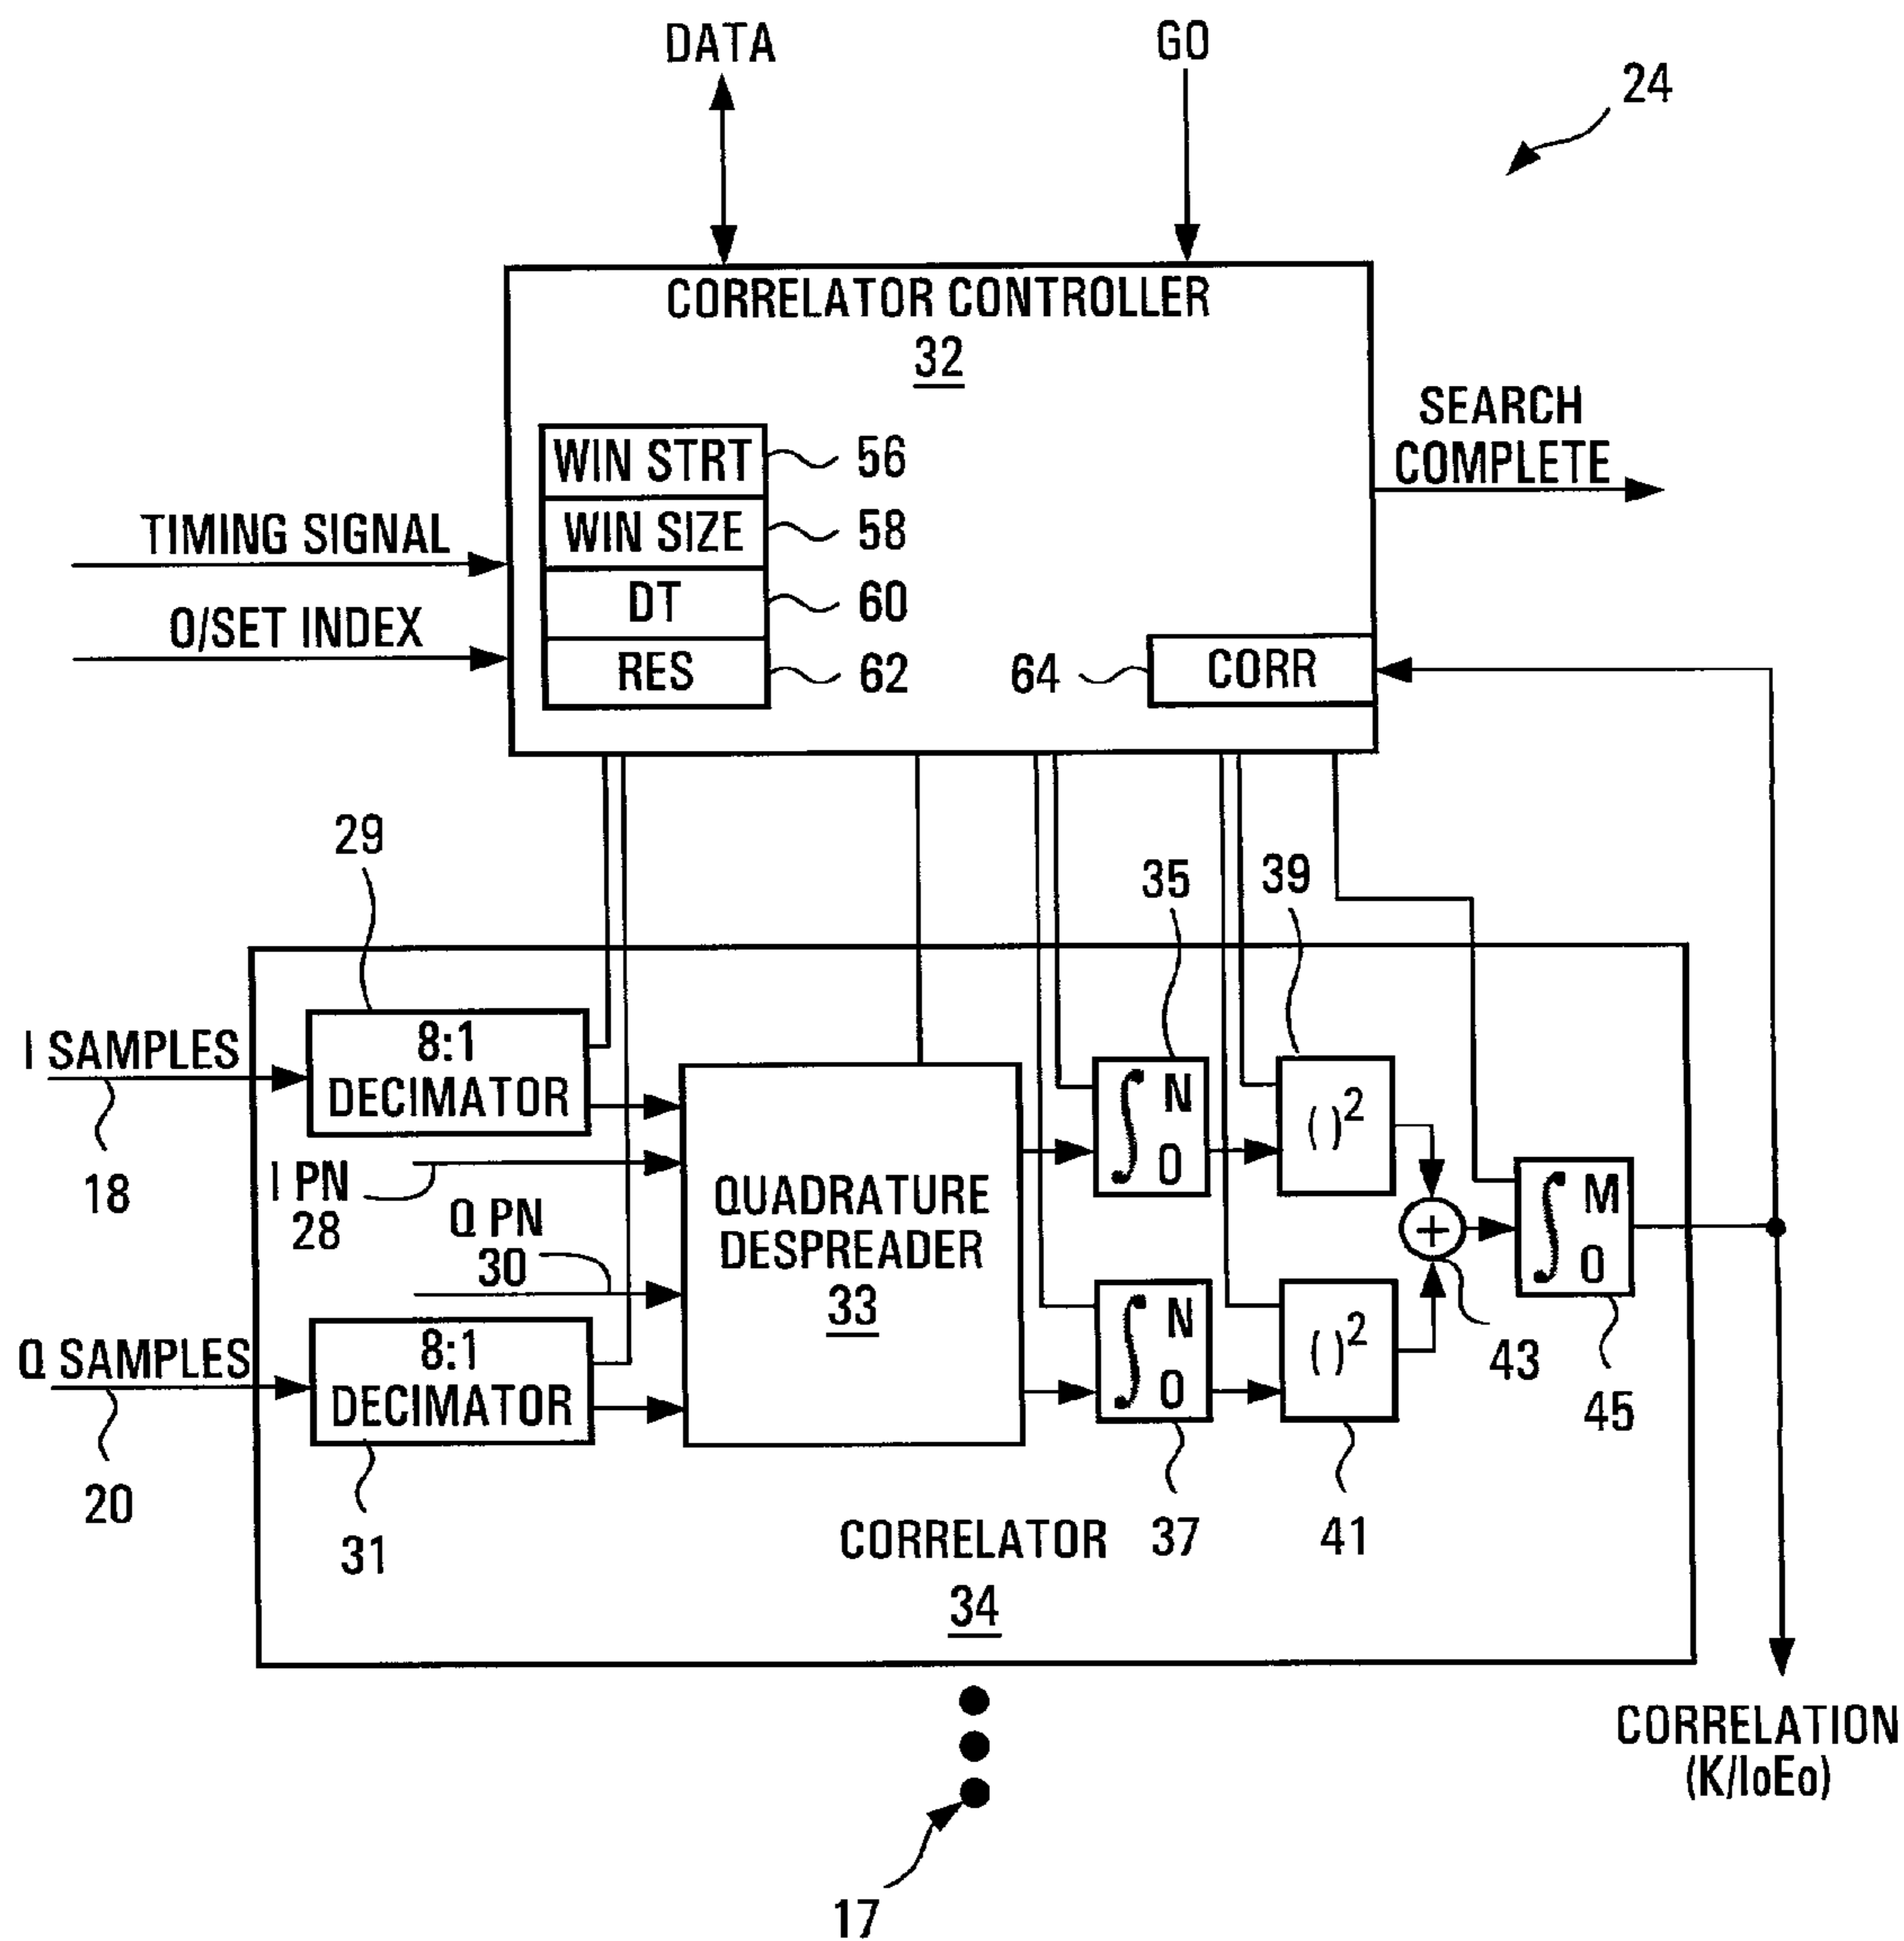 DATA
GO
24
CORRELATOR CONTROLLER
32
WIN STRT
56
WIN SIZE
58
DT
60
RES
62
64
CORR
SEARCH
COMPLETE
TIMING SIGNAL
O/SET INDEX
29
35
39
I SAMPLES
18
8:1
DECIMATOR
I PN
28
Q PN
30
QUADRATURE
DESPREADER
33
∫ N
0
( )2
∫ M
0
Q SAMPLES
20
8:1
DECIMATOR
31
∫ N
0
( )2
+
43
45
37
41
CORRELATOR
34
CORRELATION
(K/IoEo)
17